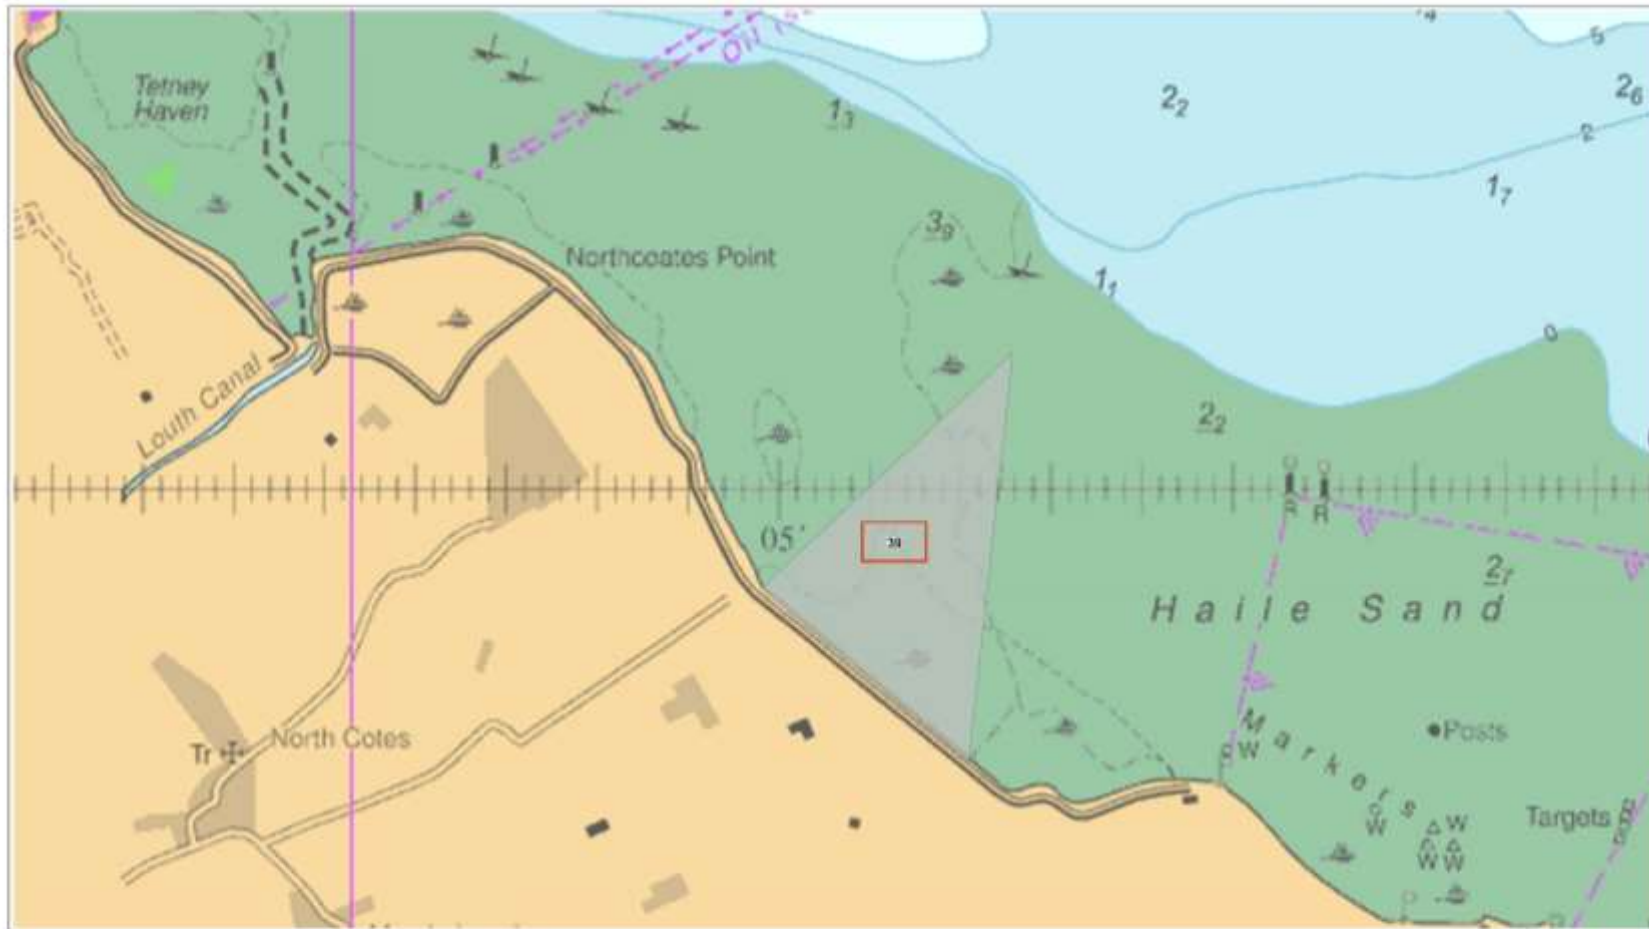 Tetney
Haven
2₂
2₆
5
2
1₃
1₇
3₉
Northcoates Point
1₁
0
Louth Canal
2₂
05'
R R
Haile Sand
North Cotes
Tr
W
Markers
Posts
Targets
W
W
W W